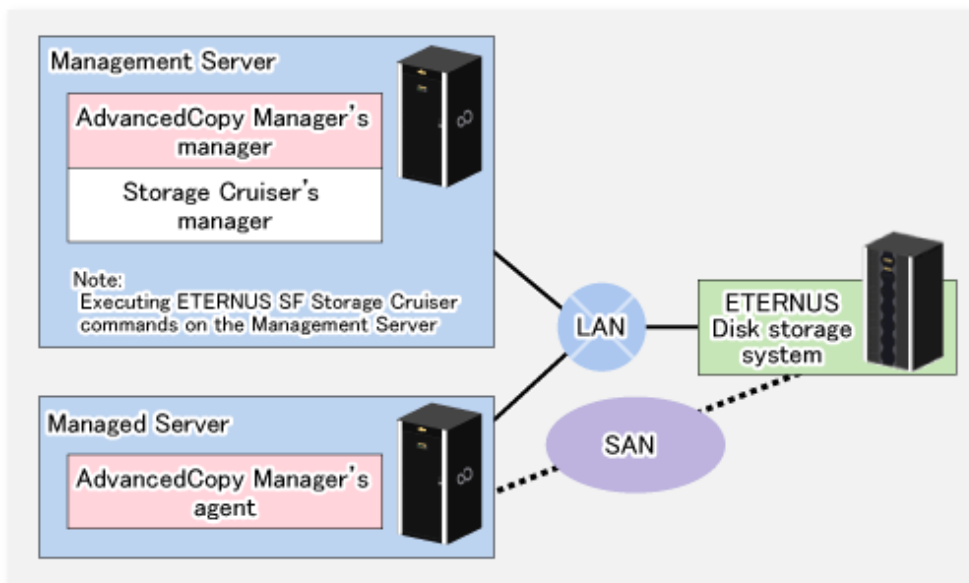 Management Server
AdvancedCopy Manager's
manager
Storage Cruiser's
manager
Note:
Executing ETERNUS SF Storage Cruiser
commands on the Management Server
LAN
ETERNUS
Disk storage
system
Managed Server
AdvancedCopy Manager's
agent
SAN